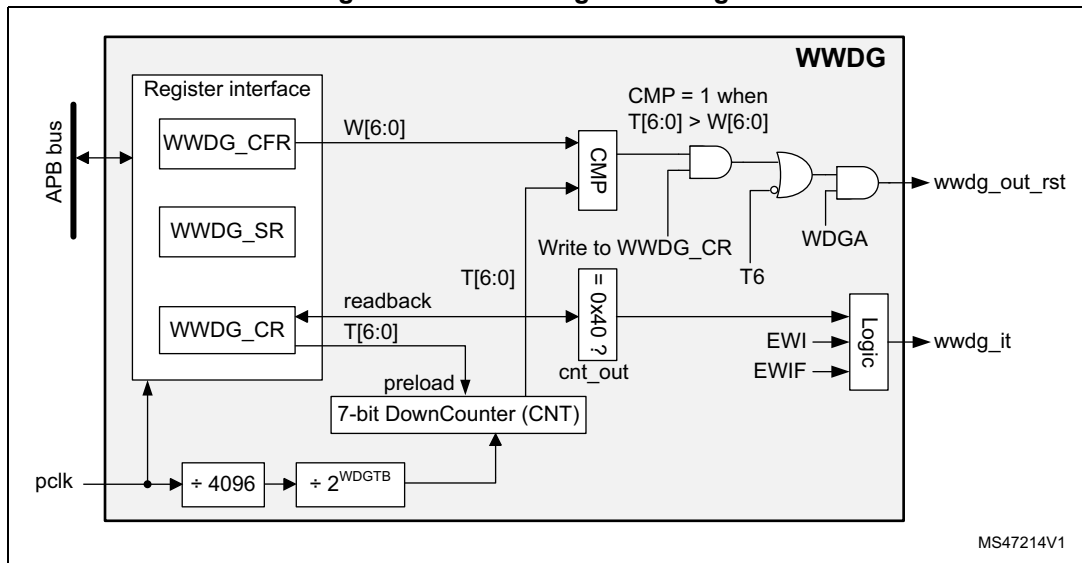 WWDG
Register interface
CMP = 1 when
T[6:0] > W[6:0]
APB bus
WWDG_CFR
W[6:0]
CMP
wwdg_out_rst
WWDG_SR
Write to WWDG_CR
WDGA
T6
T[6:0]
readback
= 0x40 ?
WWDG_CR
T[6:0]
EWI
Logic
wwdg_it
EWIF
cnt_out
preload
7-bit DownCounter (CNT)
pclk
÷ 4096
÷ 2WDGTB
MS47214V1